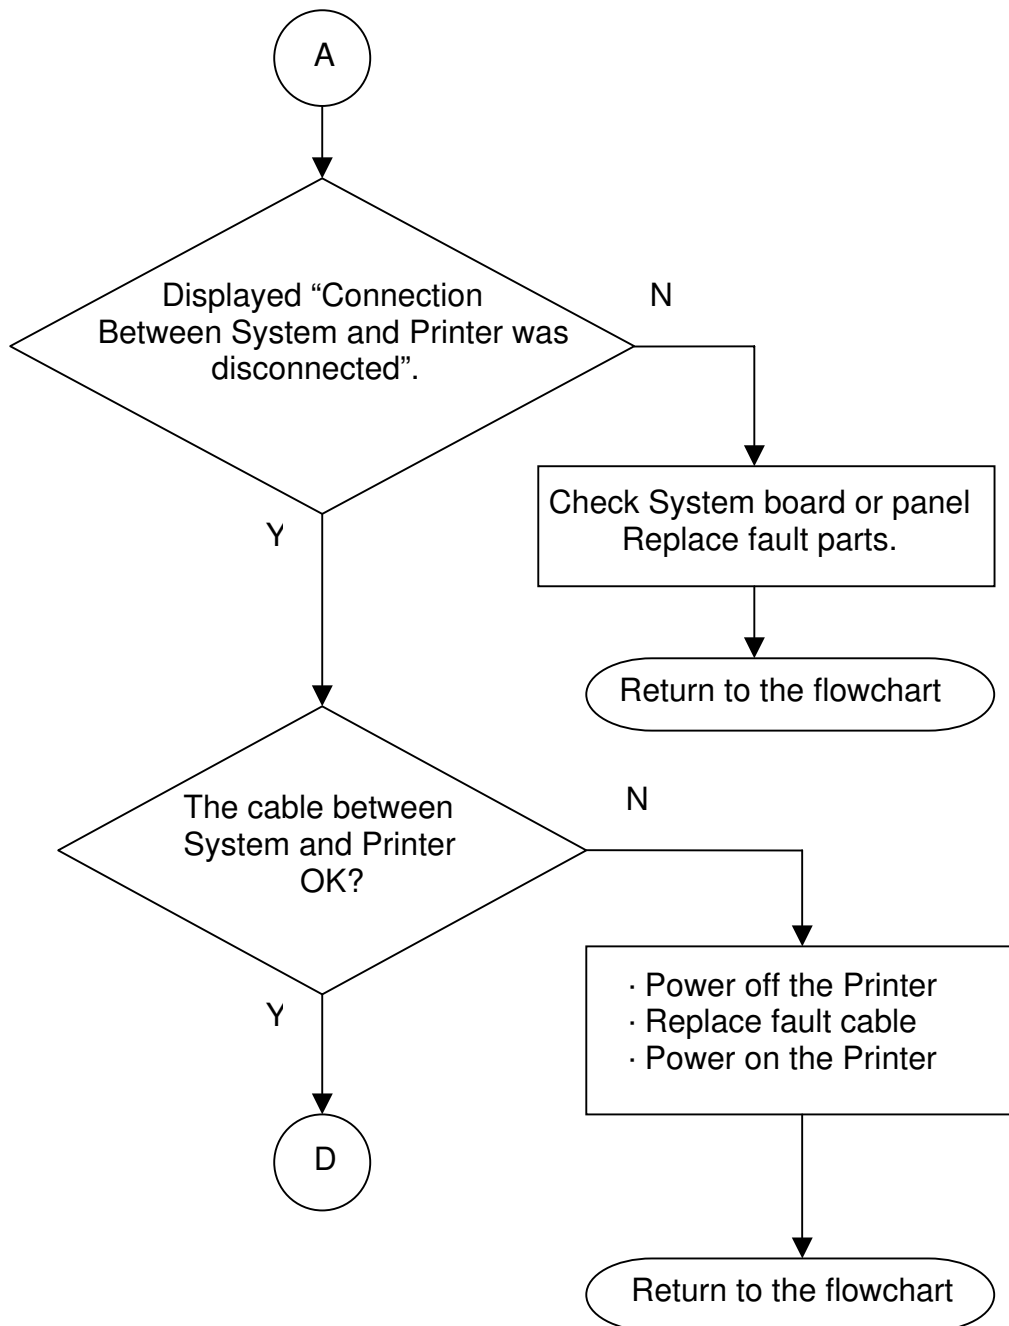 A
Displayed “Connection
Between System and Printer was
disconnected”.
N
Y
Check System board or panel
Replace fault parts.
Return to the flowchart
The cable between
System and Printer
OK?
N
Y
· Power off the Printer
· Replace fault cable
· Power on the Printer
D
Return to the flowchart